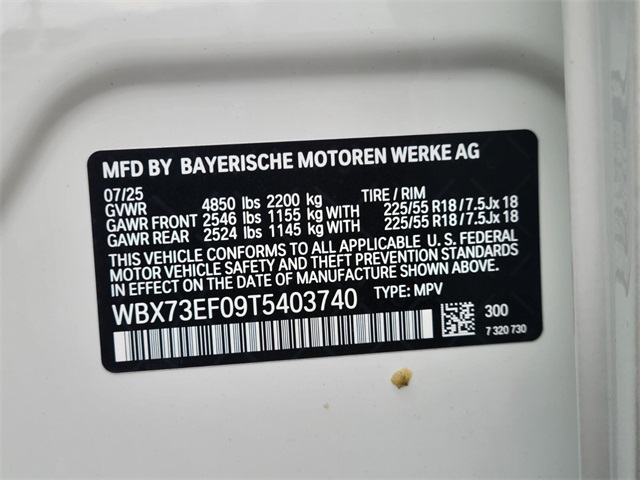 MFD BY BAYERISCHE MOTOREN WERKE AG
07/25
GVWR 4850 lbs 2200 kg TIRE / RIM
GAWR FRONT 2546 lbs 1155 kg WITH 225/55 R18 / 7.5Jx 18
GAWR REAR 2524 lbs 1145 kg WITH 225/55 R18 / 7.5Jx 18
THIS VEHICLE CONFORMS TO ALL APPLICABLE U. S. FEDERAL
MOTOR VEHICLE SAFETY AND THEFT PREVENTION STANDARDS
IN EFFECT ON THE DATE OF MANUFACTURE SHOWN ABOVE.
WBX73EF09T5403740 TYPE: MPV
300
7 320 730